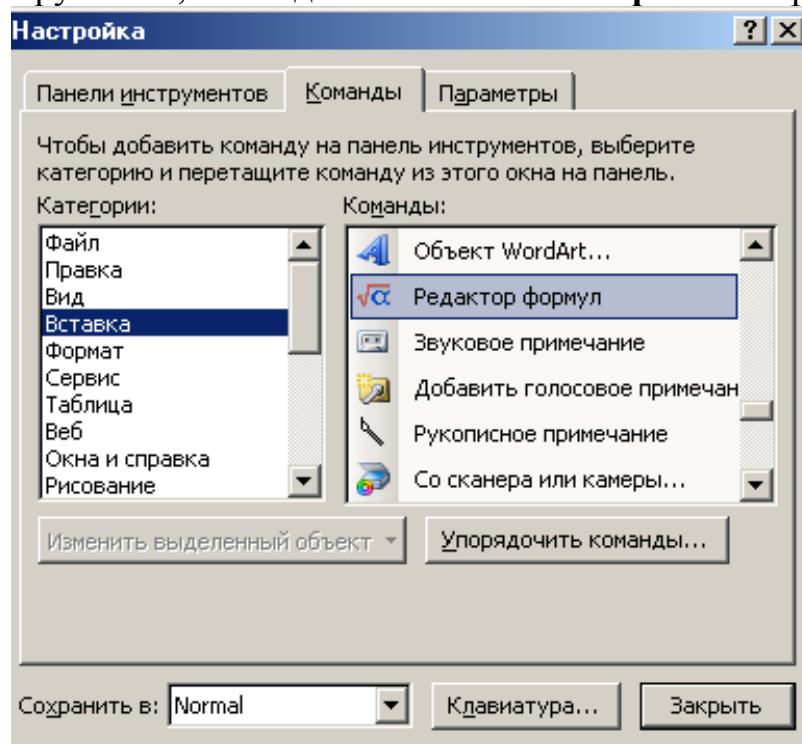 Настройка
Панели инструментов Команды Параметры
Чтобы добавить команду на панель инструментов, выберите
категорию и перетащите команду из этого окна на панель.
Категории: Команды:
Файл
Правка
Вид
Вставка
Формат
Сервис
Таблица
Веб
Окна и справка
Рисование
Объект WordArt...
Редактор формул
Звуковое примечание
Добавить голосовое примечан
Рукописное примечание
Со сканера или камеры...
Изменить выделенный объект Упорядочить команды...
Сохранить в: Normal Клавиатура... Закрыть